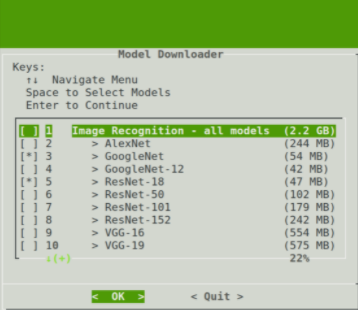 Model Downloader
Keys:
↑↓ Navigate Menu
Space to Select Models
Enter to Continue
[ ] 1 Image Recognition - all models (2.2 GB)
[ ] 2 > AlexNet (244 MB)
[*] 3 > GoogleNet (54 MB)
[ ] 4 > GoogleNet-12 (42 MB)
[*] 5 > ResNet-18 (47 MB)
[ ] 6 > ResNet-50 (102 MB)
[ ] 7 > ResNet-101 (179 MB)
[ ] 8 > ResNet-152 (242 MB)
[ ] 9 > VGG-16 (554 MB)
[ ] 10 > VGG-19 (575 MB)
↓(+) 22%
< OK > < Quit >